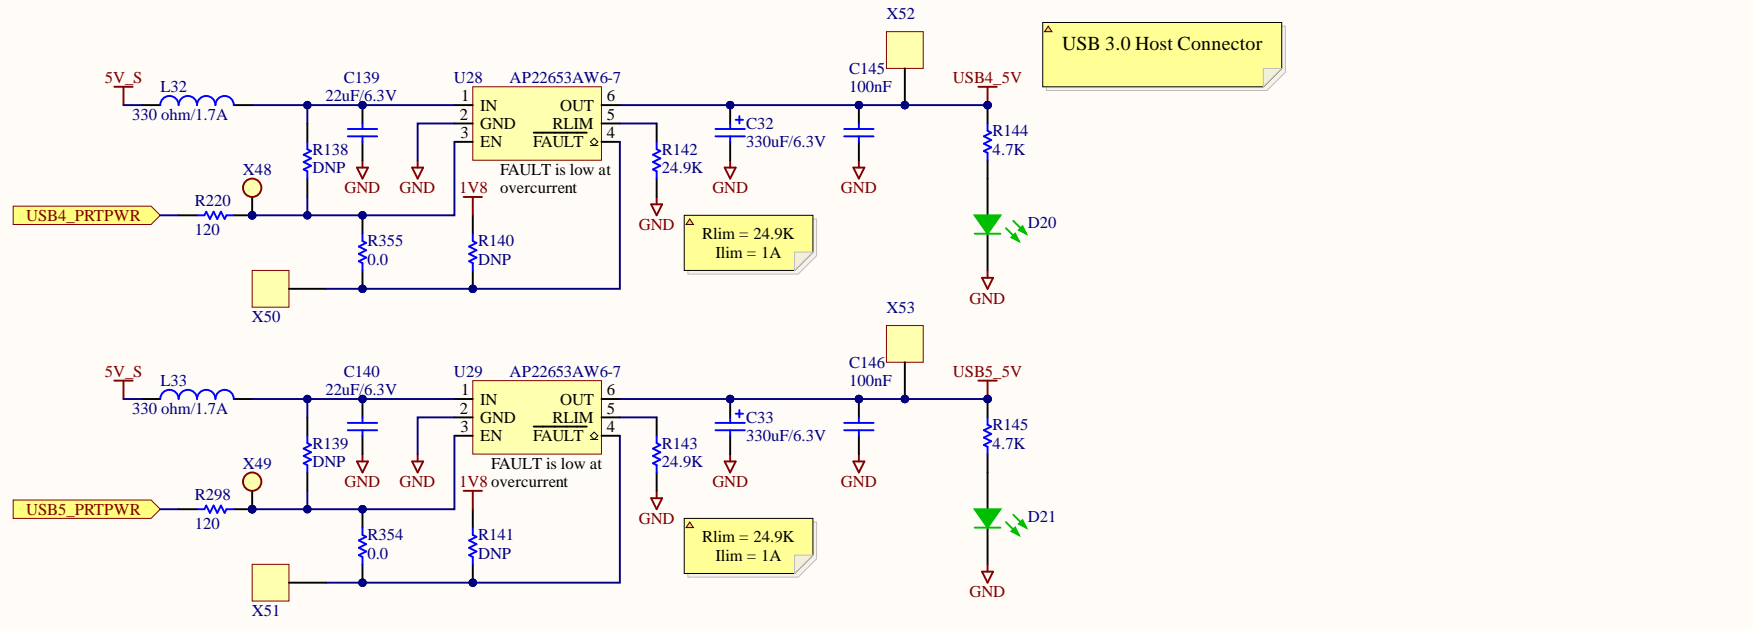 X52
USB 3.0 Host Connector
5V_S
L32
330 ohm/1.7A
C139
22uF/6.3V
U28
AP22653AW6-7
1
2
3
IN
GND
EN
OUT
RLIM
FAULT
6
5
4
FAULT is low at
overcurrent
C145
100nF
USB4_5V
R138
DNP
GND
GND
1V8
R142
24.9K
GND
C32
330uF/6.3V
GND
GND
R144
4.7K
X48
USB4_PRTPWR
R220
120
R355
0.0
R140
DNP
Rlim = 24.9K
Ilim = 1A
D20
GND
X50
X53
5V_S
L33
330 ohm/1.7A
C140
22uF/6.3V
U29
AP22653AW6-7
1
2
3
IN
GND
EN
OUT
RLIM
FAULT
6
5
4
FAULT is low at
overcurrent
C146
100nF
USB5_5V
R139
DNP
GND
GND
1V8
R143
24.9K
GND
C33
330uF/6.3V
GND
GND
R145
4.7K
X49
USB5_PRTPWR
R298
120
R354
0.0
R141
DNP
Rlim = 24.9K
Ilim = 1A
D21
GND
X51